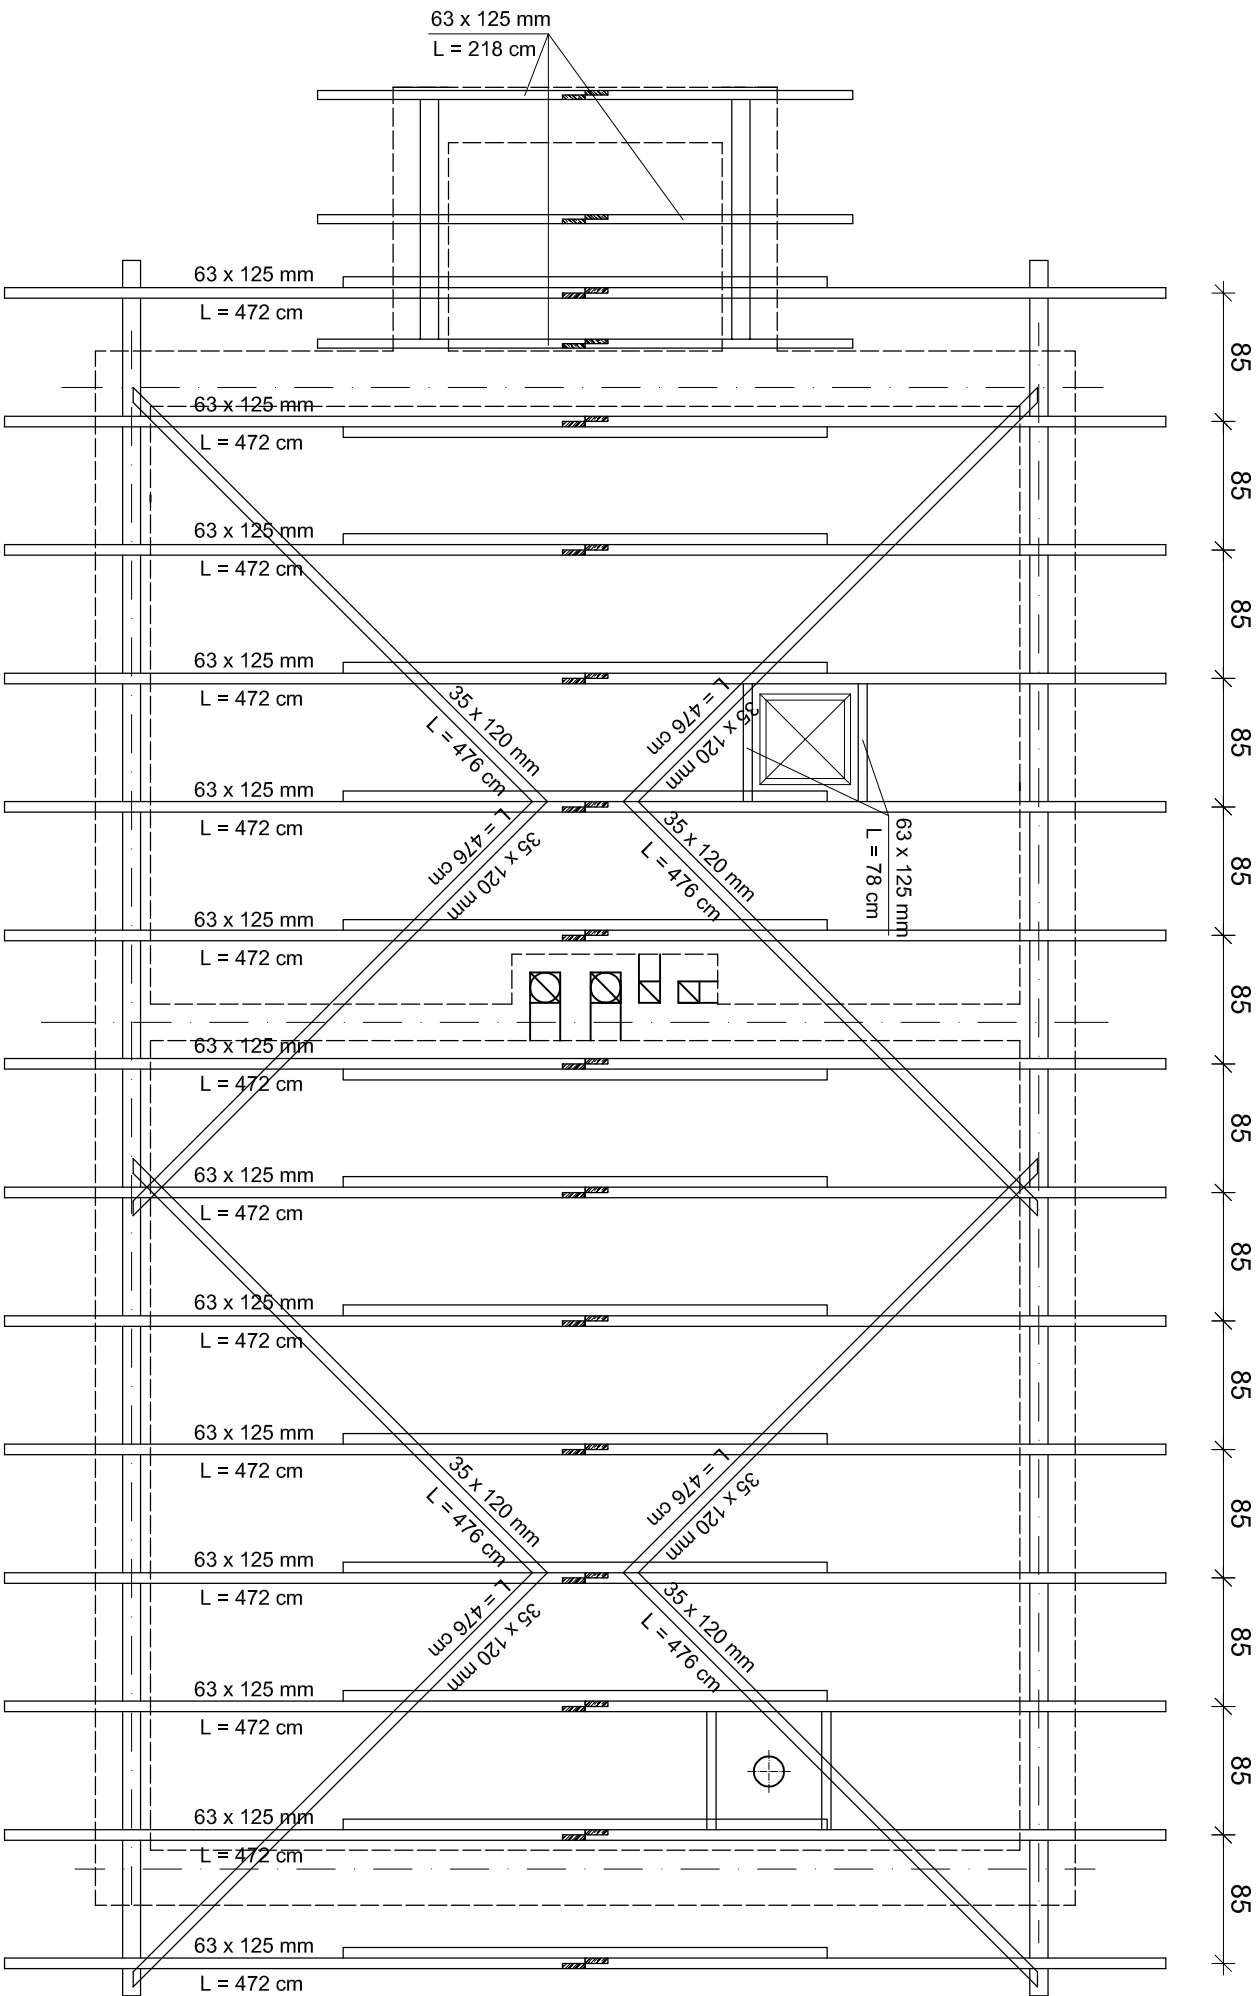 63 x 125 mm
L = 218 cm
63 x 125 mm
L = 472 cm
85
63 x 125 mm
L = 472 cm
85
63 x 125 mm
L = 472 cm
85
63 x 125 mm
L = 472 cm
35 x 120 mm
L = 476 cm
L = 476 cm
35 x 120 mm
85
63 x 125 mm
L = 472 cm
L = 476 cm
35 x 120 mm
35 x 120 mm
L = 476 cm
63 x 125 mm
L = 78 cm
85
63 x 125 mm
L = 472 cm
85
63 x 125 mm
L = 472 cm
85
63 x 125 mm
L = 472 cm
85
63 x 125 mm
L = 472 cm
85
63 x 125 mm
L = 472 cm
35 x 120 mm
L = 476 cm
L = 476 cm
35 x 120 mm
85
63 x 125 mm
L = 472 cm
L = 476 cm
35 x 120 mm
35 x 120 mm
L = 476 cm
85
63 x 125 mm
L = 472 cm
85
63 x 125 mm
L = 472 cm
85
63 x 125 mm
L = 472 cm